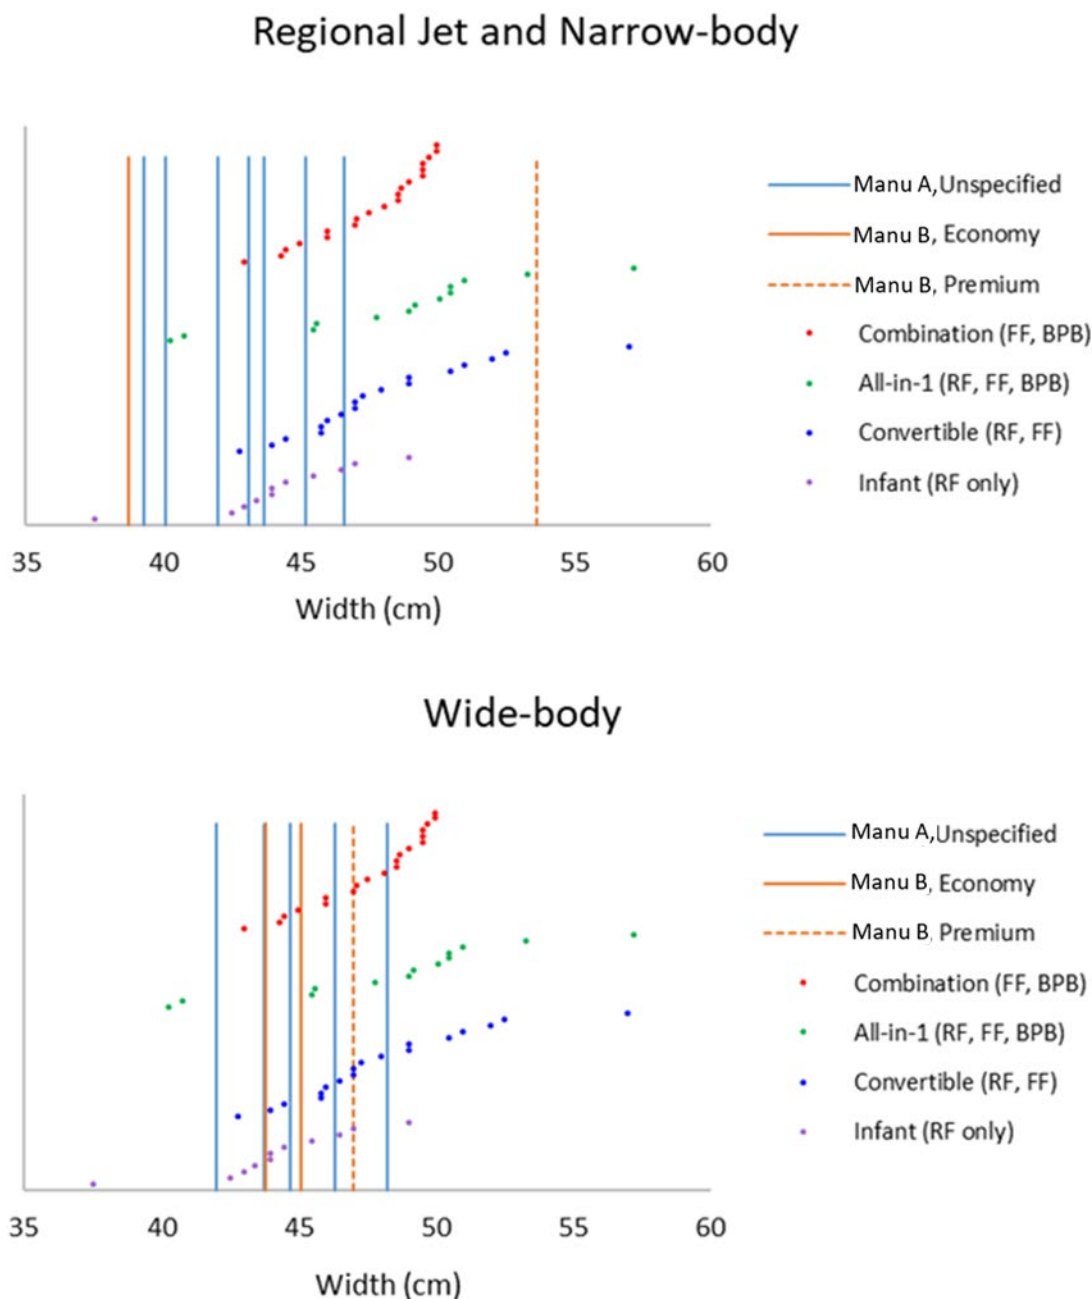 Regional Jet and Narrow-body
Manu A, Unspecified
Manu B, Economy
Manu B, Premium
Combination (FF, BPB)
All-in-1 (RF, FF, BPB)
Convertible (RF, FF)
Infant (RF only)
35 40 45 50 55 60
Width (cm)
Wide-body
Manu A, Unspecified
Manu B, Economy
Manu B, Premium
Combination (FF, BPB)
All-in-1 (RF, FF, BPB)
Convertible (RF, FF)
Infant (RF only)
35 40 45 50 55 60
Width (cm)